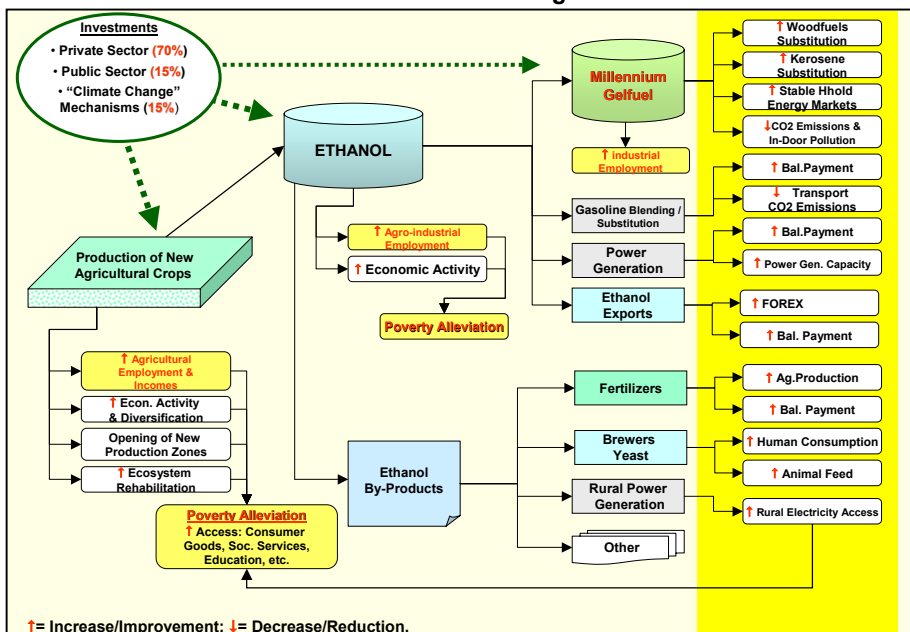 Investments
• Private Sector (70%)
• Public Sector (15%)
• “Climate Change”
Mechanisms (15%)
ETHANOL
Millennium
Gelfuel
↑ industrial
Employment
↑ Woodfuels
Substitution
↑ Kerosene
Substitution
↑ Stable Hhold
Energy Markets
↓CO2 Emissions &
In-Door Pollution
Gasoline Blending /
Substitution
↑ Bal.Payment
↓ Transport
CO2 Emissions
Power
Generation
↑ Bal.Payment
↑ Power Gen. Capacity
Ethanol
Exports
↑ FOREX
↑ Bal. Payment
↑ Agro-industrial
Employment
↑ Economic Activity
Poverty Alleviation
Production of New
Agricultural Crops
↑ Agricultural
Employment &
Incomes
↑ Econ. Activity
& Diversification
Opening of New
Production Zones
↑ Ecosystem
Rehabilitation
Poverty Alleviation
↑ Access: Consumer
Goods, Soc. Services,
Education, etc.
Ethanol
By-Products
Fertilizers
↑ Ag.Production
↑ Bal. Payment
Brewers
Yeast
↑ Human Consumption
↑ Animal Feed
Rural Power
Generation
↑ Rural Electricity Access
Other
↑= Increase/Improvement; ↓= Decrease/Reduction.